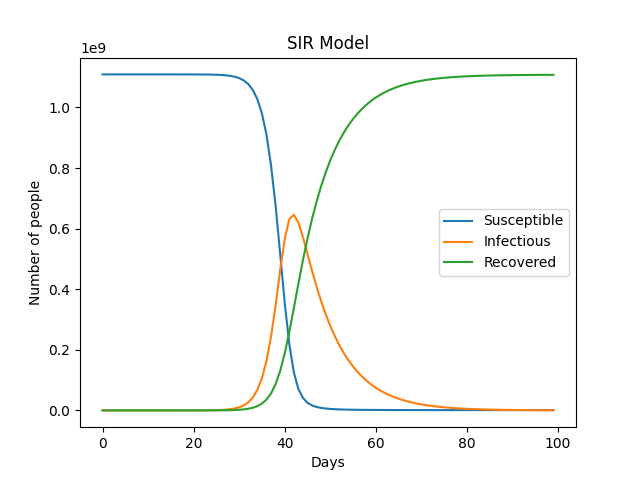 SIR Model
1e9
1.0
0.8
0.6
0.4
0.2
0.0
Number of people
Susceptible
Infectious
Recovered
0 20 40 60 80 100
Days